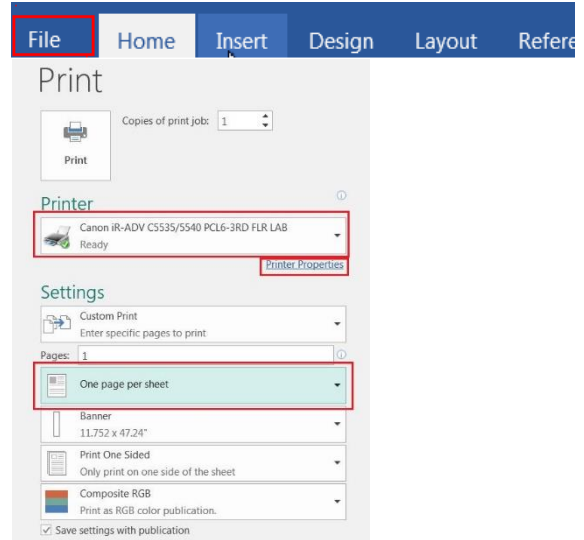 File Home Insert Design Layout Refere
Print
Copies of print job: 1
Print
Printer
Canon iR-ADV C5535/5540 PCL6-3RD FLR LAB
Ready
Printer Properties
Settings
Custom Print
Enter specific pages to print
Pages: 1
One page per sheet
Banner
11.752 x 47.24"
Print One Sided
Only print on one side of the sheet
Composite RGB
Print as RGB color publication.
Save settings with publication